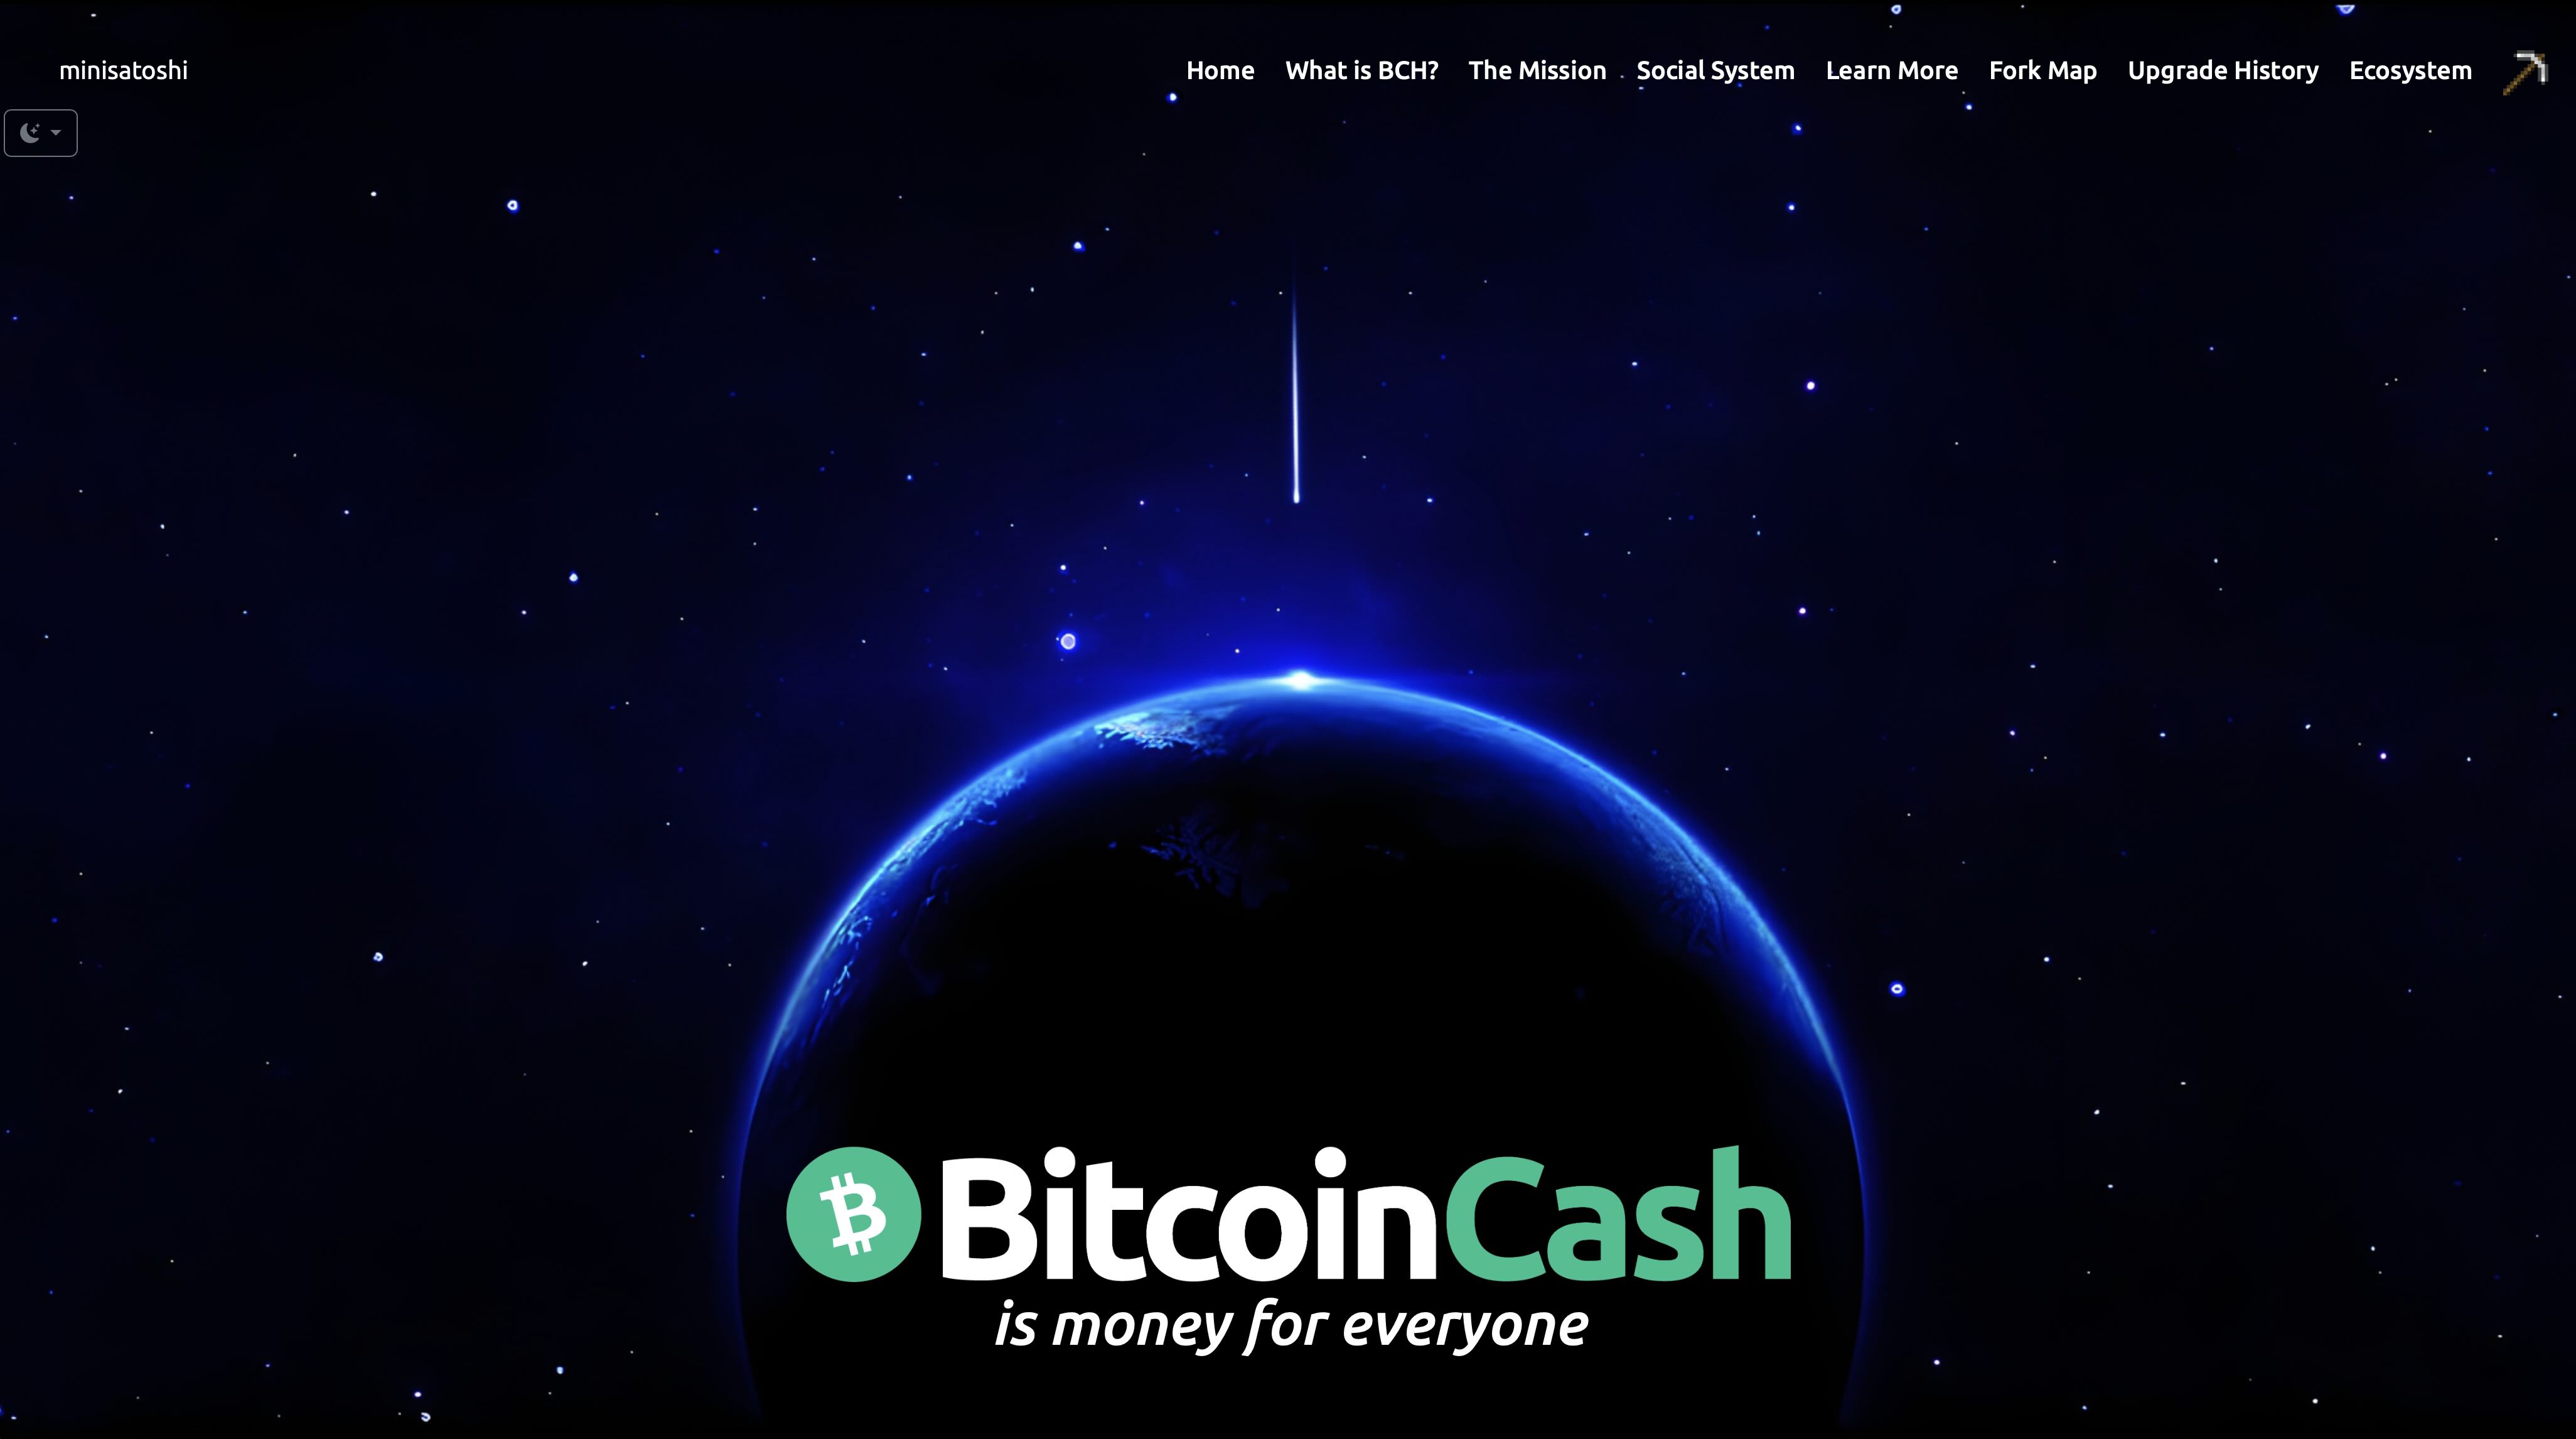 minisatoshi
Home What is BCH? The Mission Social System Learn More Fork Map Upgrade History Ecosystem
BitcoinCash
is money for everyone